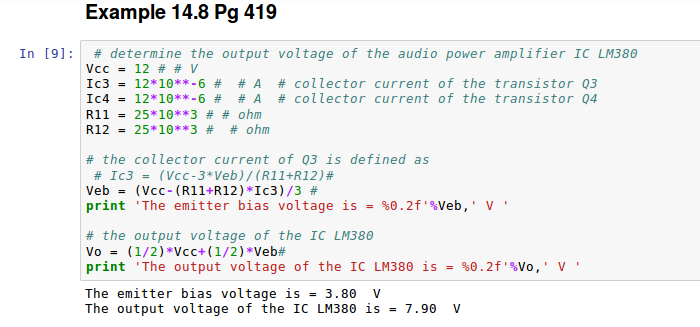 Example 14.8 Pg 419
In [9]: # determine the output voltage of the audio power amplifier IC LM380
Vcc = 12 # # V
Ic3 = 12*10**-6 #  # A  # collector current of the transistor Q3
Ic4 = 12*10**-6 #  # A  # collector current of the transistor Q4
R11 = 25*10**3 # # ohm
R12 = 25*10**3 #  # ohm
# the collector current of Q3 is defined as
# Ic3 = (Vcc-3*Veb)/(R11+R12)#
Veb = (Vcc-(R11+R12)*Ic3)/3 #
print 'The emitter bias voltage is = %0.2f'%Veb,' V '
# the output voltage of the IC LM380
Vo = (1/2)*Vcc+(1/2)*Veb#
print 'The output voltage of the IC LM380 is = %0.2f'%Vo,' V '
The emitter bias voltage is = 3.80  V
The output voltage of the IC LM380 is = 7.90  V